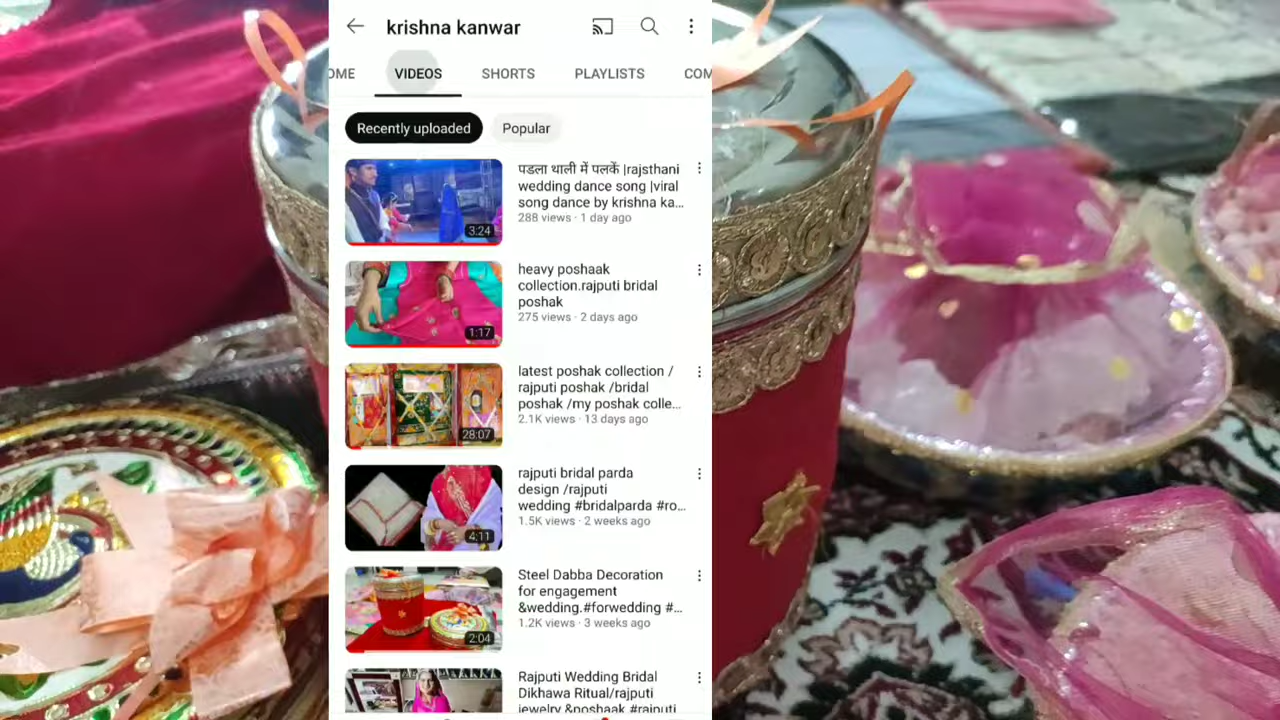 krishna kanwar
OME
VIDEOS
SHORTS
PLAYLISTS
COM
Recently uploaded
Popular
पडला थाली में पलकें |rajsthani
wedding dance song |viral
song dance by krishna ka...
288 views · 1 day ago
3:24
heavy poshaak
collection.rajputi bridal
poshak
275 views · 2 days ago
1:17
latest poshak collection /
rajputi poshak /bridal
poshak /my poshak colle...
2.1K views · 13 days ago
28:07
rajputi bridal parda
design /rajputi
wedding #bridalparda #ro...
1.5K views · 2 weeks ago
4:11
Steel Dabba Decoration
for engagement
&wedding.#forwedding #...
1.2K views · 3 weeks ago
2:04
Rajputi Wedding Bridal
Dikhawa Ritual/rajputi
jewelry &poshaak #rajputi